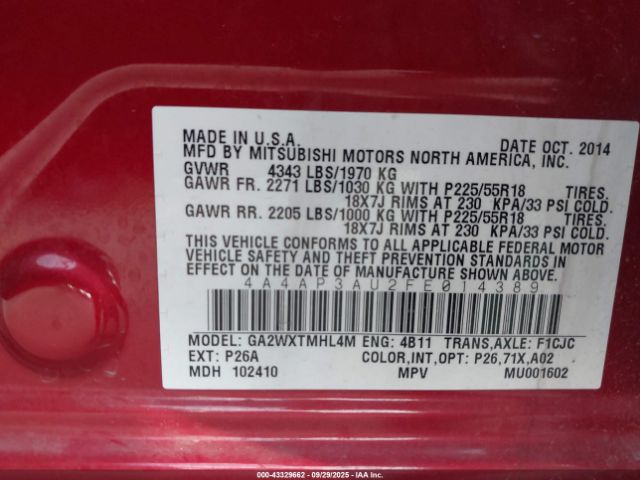 MADE IN U.S.A. DATE OCT. 2014
MFD BY MITSUBISHI MOTORS NORTH AMERICA, INC.
GVWR 4343 LBS/1970 KG
GAWR FR. 2271 LBS/1030 KG WITH P225/55R18 TIRES.
18X7J RIMS AT 230 KPA/33 PSI COLD.
GAWR RR. 2205 LBS/1000 KG WITH P225/55R18 TIRES.
18X7J RIMS AT 230 KPA/33 PSI COLD.
THIS VEHICLE CONFORMS TO ALL APPLICABLE FEDERAL MOTOR
VEHICLE SAFETY AND THEFT PREVENTION STANDARDS IN
EFFECT ON THE DATE OF MANUFACTURE SHOWN ABOVE.
4A4AP3AU2FE014389
MODEL: GA2WXTMHL4M ENG: 4B11 TRANS,AXLE: F1CJC
EXT: P26A COLOR,INT,OPT: P26,71X,A02
MDH 102410 MPV MU001602
000-43329662 - 09/29/2025 - IAA Inc.